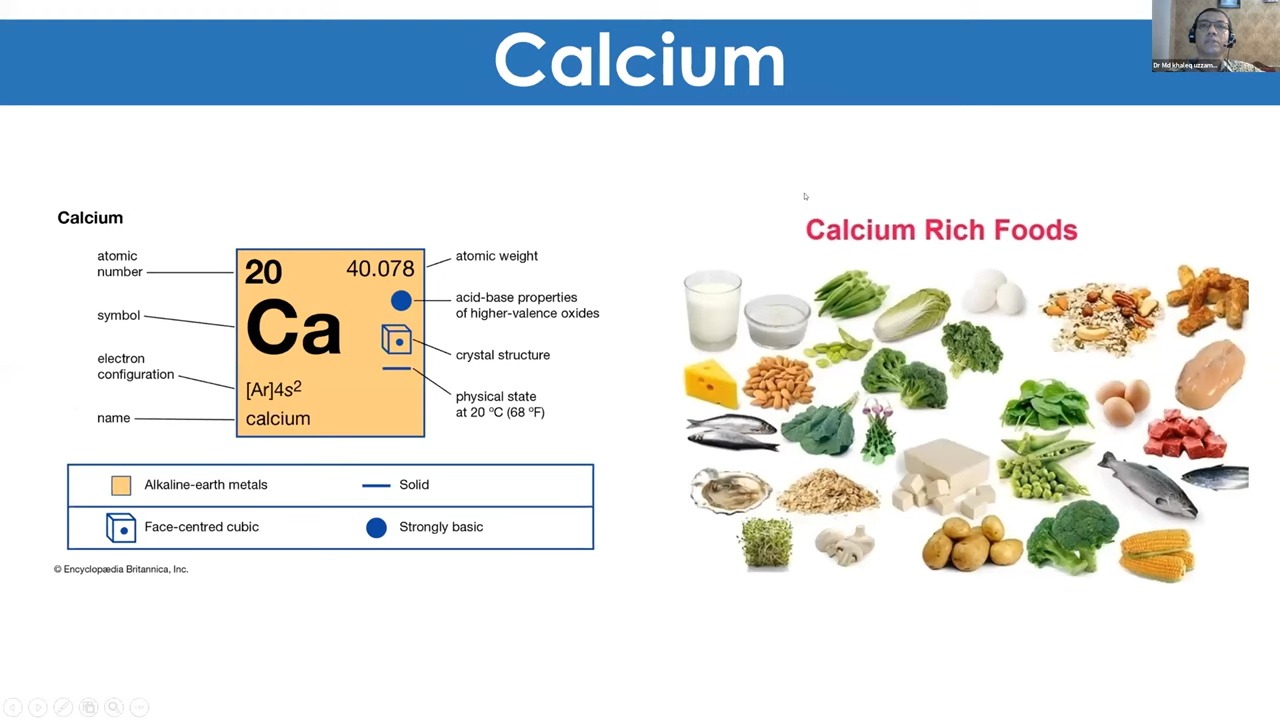 Calcium
Dr Md khaleq uzzam...
Calcium
atomic
number
symbol
electron
configuration
name
20
40.078
Ca
[Ar]4s²
calcium
atomic weight
acid-base properties
of higher-valence oxides
crystal structure
physical state
at 20 ºC (68 ºF)
Alkaline-earth metals
Solid
Face-centred cubic
Strongly basic
© Encyclopædia Britannica, Inc.
Calcium Rich Foods